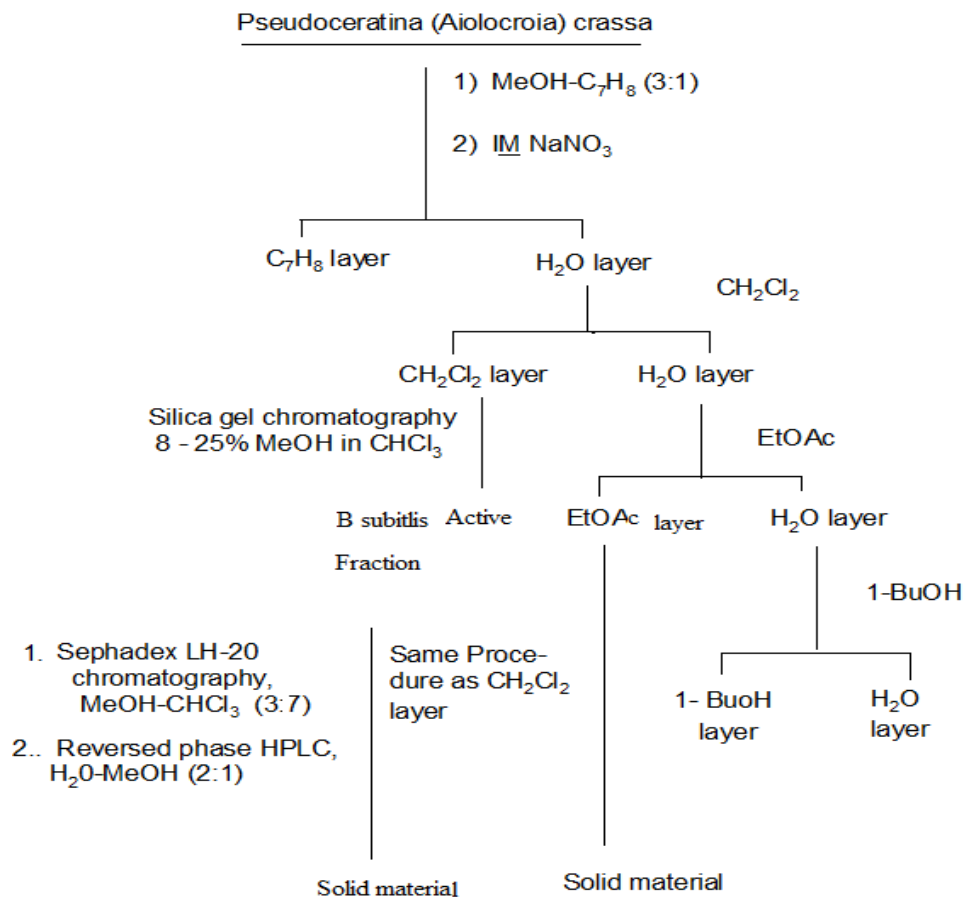 Pseudoceratina (Aiolocroia) crassa
1) MeOH-C₇H₈ (3:1)
2) IM NaNO₃
C₇H₈ layer
H₂O layer
CH₂Cl₂
CH₂Cl₂ layer
H₂O layer
Silica gel chromatography
8 - 25% MeOH in CHCl₃
EtOAc
B subitlis Active
Fraction
EtOAc layer
H₂O layer
1-BuOH
1. Sephadex LH-20
chromatography,
MeOH-CHCl₃ (3:7)
2.. Reversed phase HPLC,
H₂0-MeOH (2:1)
Same Proce-
dure as CH₂Cl₂
layer
1- BuoH
layer
H₂O
layer
Solid material
Solid material